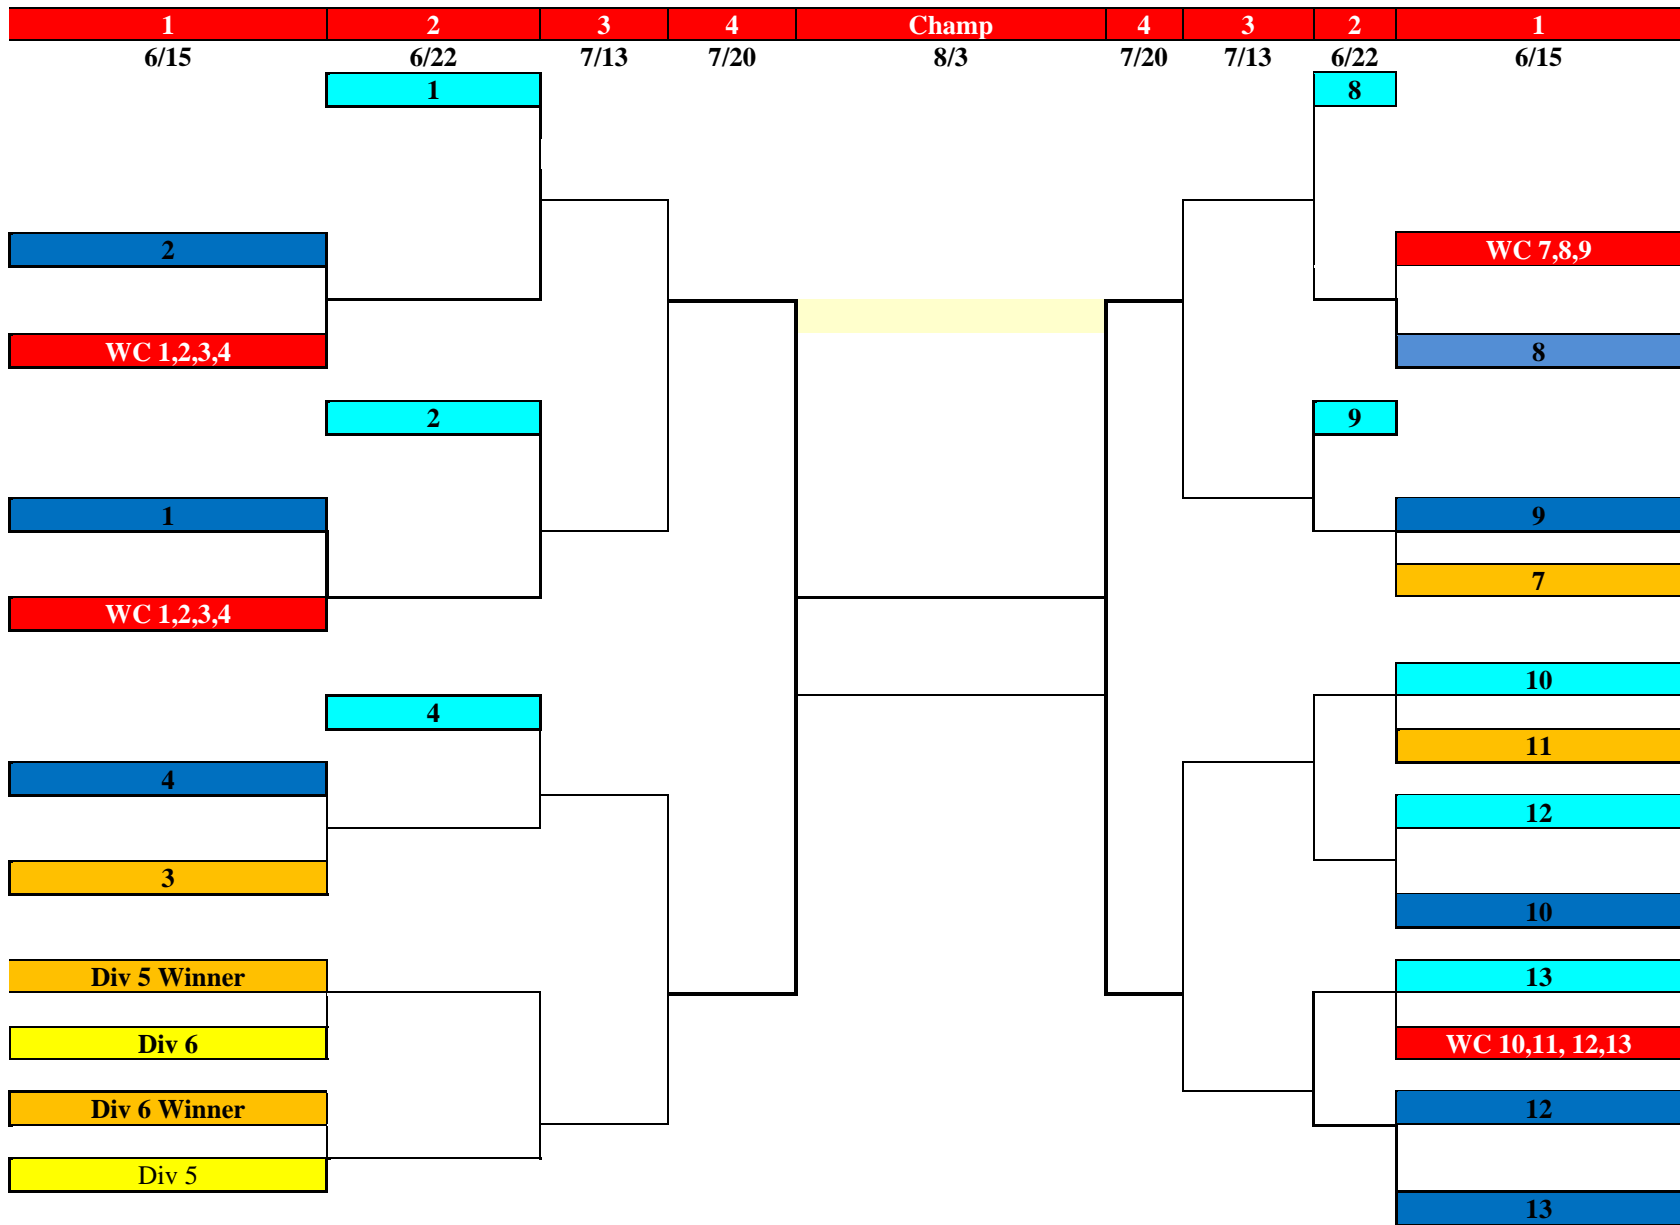 1 2 3 4 Champ 4 3 2 1
6/15 6/22 7/13 7/20 8/3 7/20 7/13 6/22 6/15
1 8
2 WC 7,8,9
WC 1,2,3,4 8
2 9
1 9
7
WC 1,2,3,4
10
4 11
4
12
3
10
Div 5 Winner 13
Div 6 WC 10,11, 12,13
Div 6 Winner 12
Div 5
13